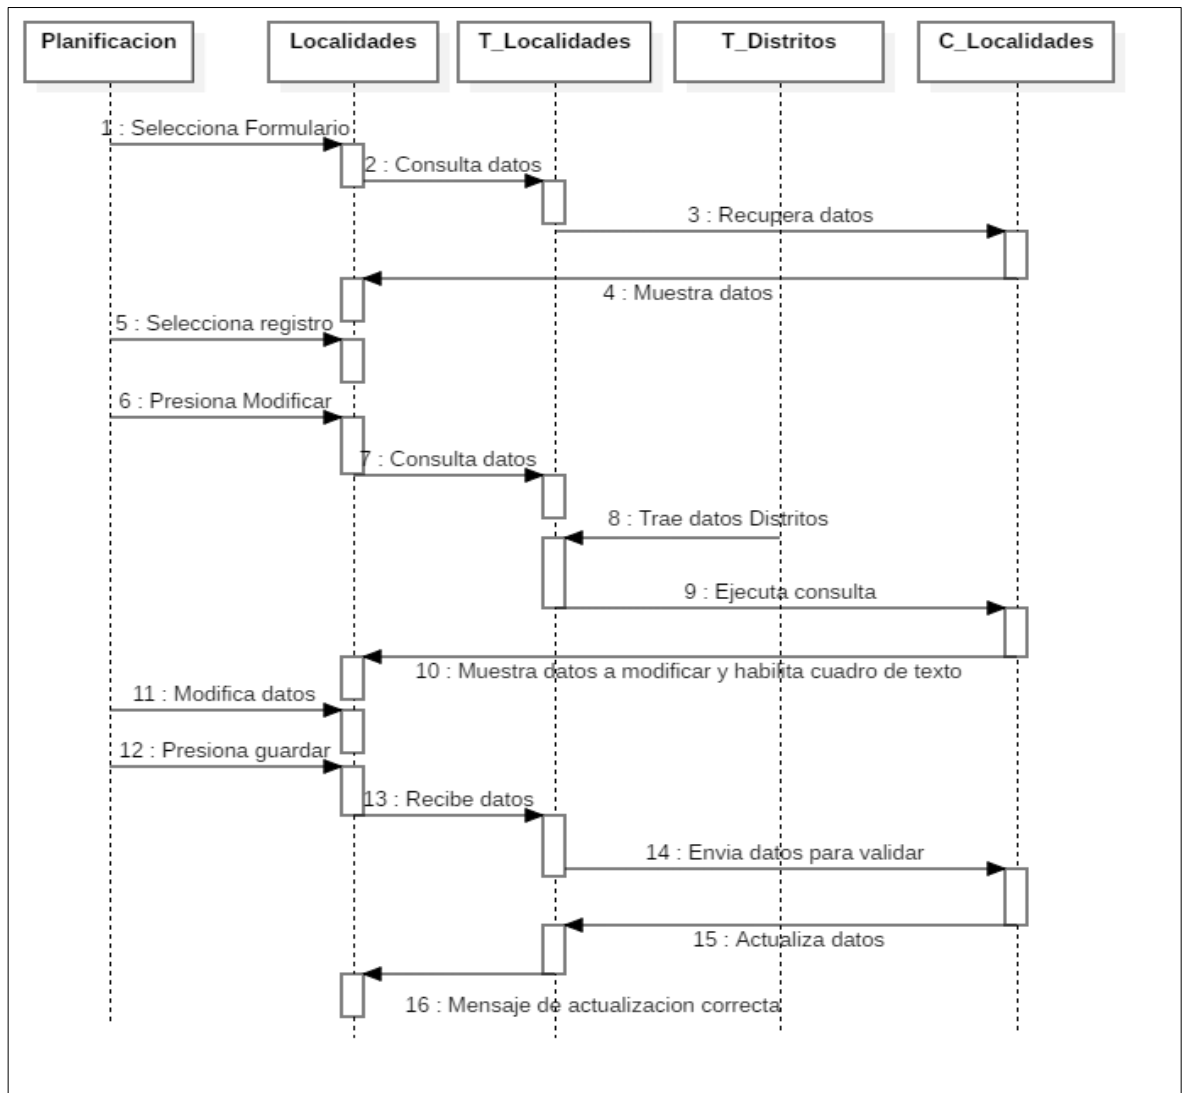 Planificacion
Localidades
T_Localidades
T_Distritos
C_Localidades
1 : Selecciona Formulario
2 : Consulta datos
3 : Recupera datos
4 : Muestra datos
5 : Selecciona registro
6 : Presiona Modificar
7 : Consulta datos
8 : Trae datos Distritos
9 : Ejecuta consulta
10 : Muestra datos a modificar y habilita cuadro de texto
11 : Modifica datos
12 : Presiona guardar
13 : Recibe datos
14 : Envia datos para validar
15 : Actualiza datos
16 : Mensaje de actualizacion correcta